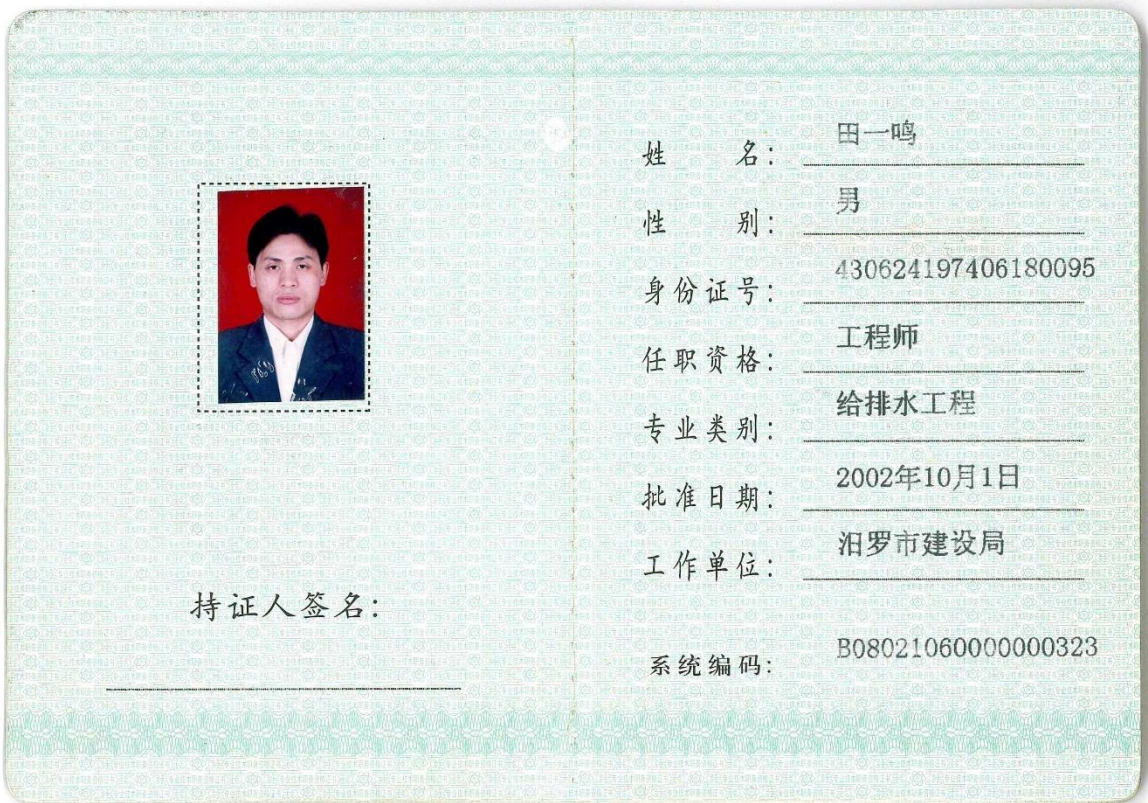 姓名：田一鸣
性别：男
身份证号：430624197406180095
任职资格：工程师
专业类别：给排水工程
批准日期：2002年10月1日
工作单位：汨罗市建设局
系统编码：B08021060000000323
持证人签名：